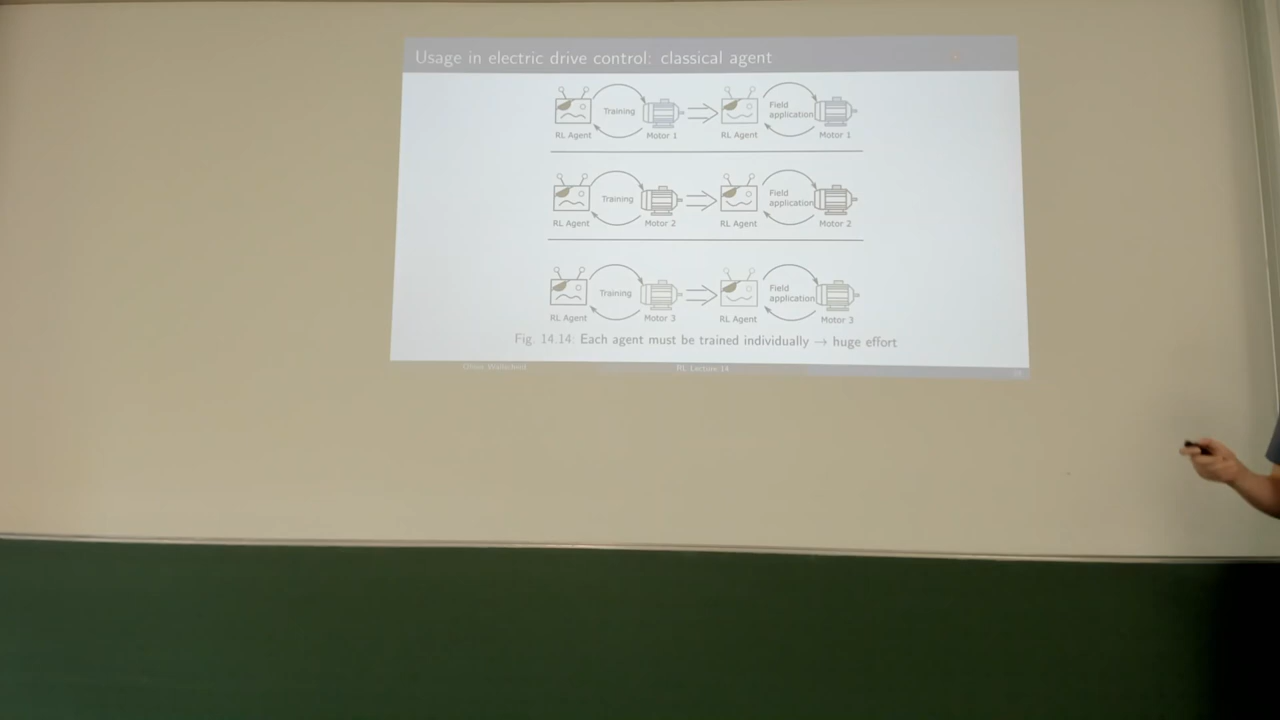 Usage in electric drive control: classical agent
Training
Field
application
RL Agent
Motor 1
RL Agent
Motor 1
Training
Field
application
RL Agent
Motor 2
RL Agent
Motor 2
Training
Field
application
RL Agent
Motor 3
RL Agent
Motor 3
Fig. 14.14: Each agent must be trained individually → huge effort
RL Lecture 14